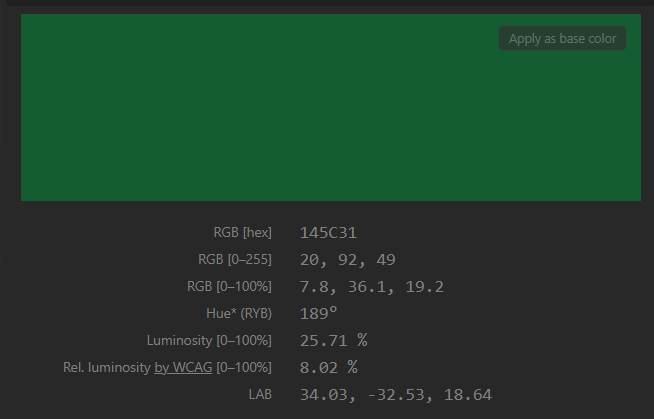 Apply as base color
RGB [hex] 145C31
RGB [0–255] 20, 92, 49
RGB [0–100%] 7.8, 36.1, 19.2
Hue* (RYB) 189°
Luminosity [0–100%] 25.71 %
Rel. luminosity by WCAG [0–100%] 8.02 %
LAB 34.03, -32.53, 18.64